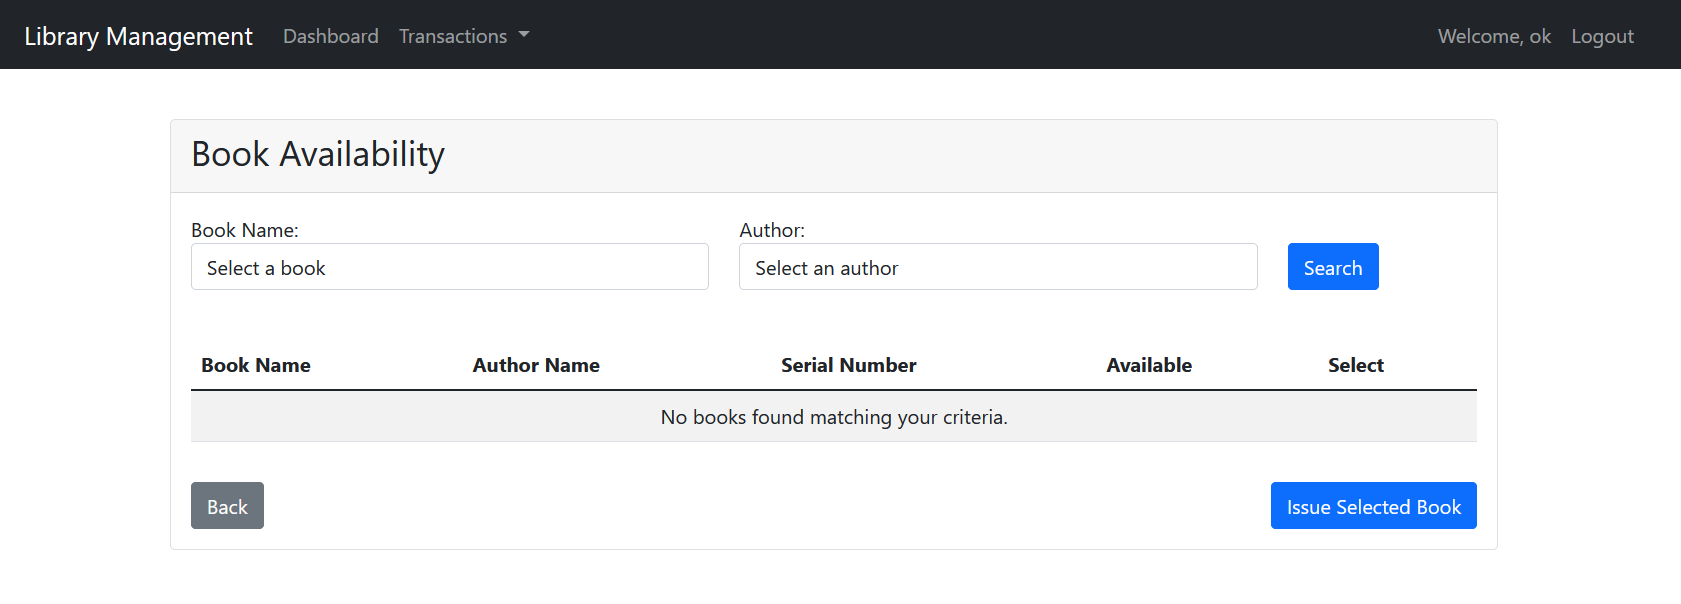 Library Management Dashboard Transactions Welcome, ok Logout
Book Availability
Book Name: Author:
Select a book Select an author Search
Book Name Author Name Serial Number Available Select
No books found matching your criteria.
Back Issue Selected Book